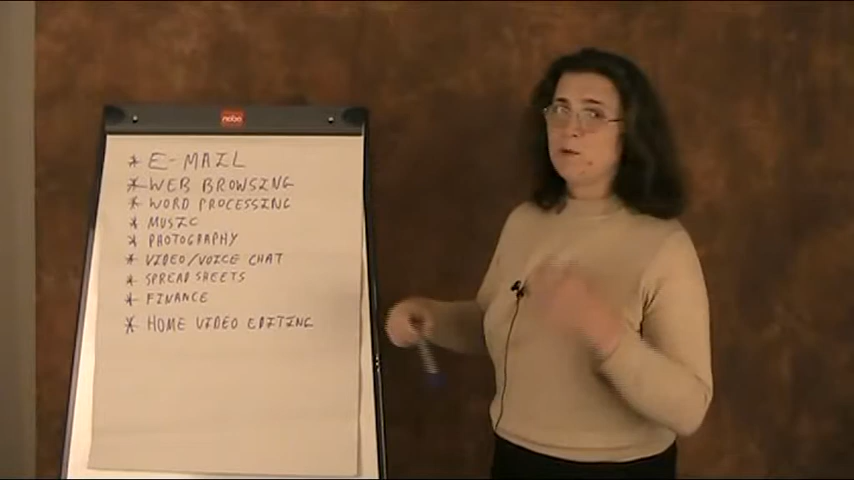 nobo
* E-MAIL
* WEB BROWSING
* WORD PROCESSING
* MUSIC
* PHOTOGRAPHY
* VIDEO/VOICE CHAT
* SPREAD SHEETS
* FINANCE
* HOME VIDEO EDITING